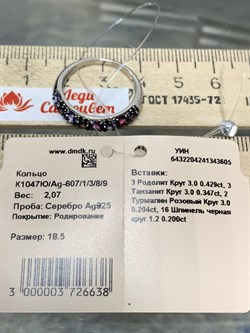 Леди
Самоцвет
ГОСТ 17435-72
www.dmdk.ru
Кольцо
К1047Ю/Ag-607/1/3/8/9
Вес: 2,07
Проба: Серебро Ag925
Покрытие: Родирование
Размер: 18.5
3 000003 726638
УИН
6432204241343605
Вставки:
3 Родолит Круг 3.0 0.429ct, 3
Танзанит Круг 3.0 0.347ct, 2
Турмалин Розовый Круг 3.0
0.204ct, 16 Шпинель черная
круг 1.2 0.200ct